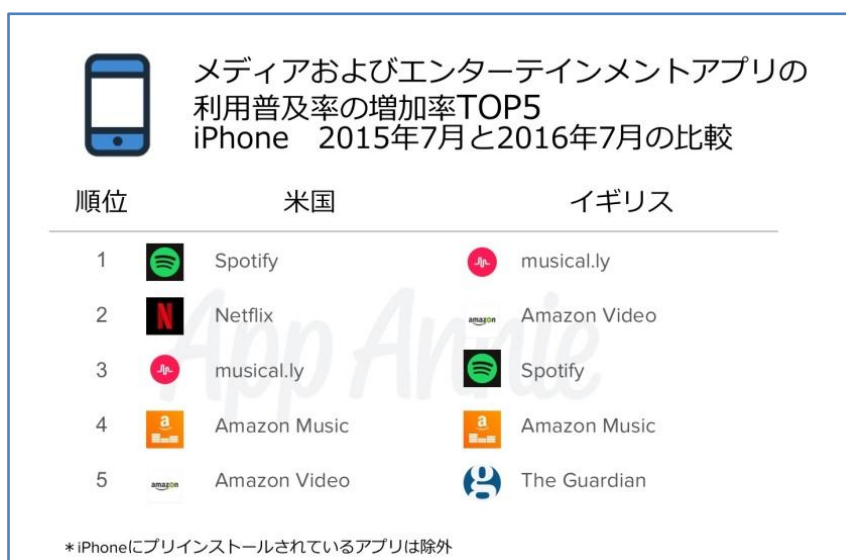 メディアおよびエンターテインメントアプリの
利用普及率の増加率TOP5
iPhone　2015年7月と2016年7月の比較
順位 米国 イギリス
1 Spotify musical.ly
2 N Netflix amazon Amazon Video
3 musical.ly Spotify
4 a Amazon Music a Amazon Music
5 amazon Amazon Video g The Guardian
App Annie
＊iPhoneにプリインストールされているアプリは除外